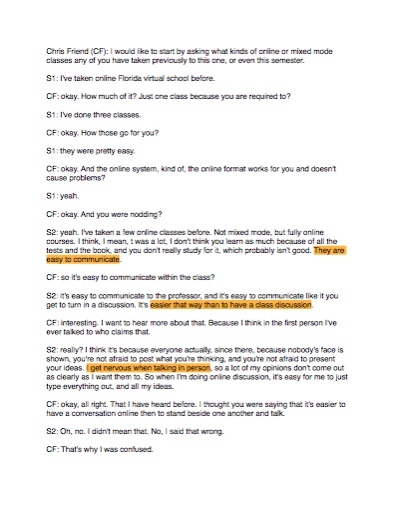 Chris Friend (CF): I would like to start by asking what kinds of online or mixed mode
classes any of you have taken previously to this one, or even this semester.
S1: I've taken online Florida virtual school before.
CF: okay. How much of it? Just one class because you are required to?
S1: I've done three classes.
CF: okay. How those go for you?
S1: they were pretty easy.
CF: okay. And the online system, kind of, the online format works for you and doesn't
cause problems?
S1: yeah.
CF: okay. And you were nodding?
S2: yeah. I've taken a few online classes before. Not mixed mode, but fully online
courses. I think, I mean, t was a lot, I don't think you learn as much because of all the
tests and the book, and you don't really study for it, which probably isn't good. They are
easy to communicate.
CF: so it's easy to communicate within the class?
S2: it's easy to communicate to the professor, and it's easy to communicate like it you
get to turn in a discussion. It's easier that way than to have a class discussion.
CF: interesting. I want to hear more about that. Because I think in the first person I've
ever talked to who claims that.
S2: really? I think it's because everyone actually, since there, because nobody's face is
shown, you're not afraid to post what you're thinking, and you're not afraid to present
your ideas. I get nervous when talking in person, so a lot of my opinions don't come out
as clearly as I want them to. So when I'm doing online discussion, it's easy for me to just
type everything out, and all my ideas.
CF: okay, all right. That I have heard before. I thought you were saying that it's easier to
have a conversation online then to stand beside one another and talk.
S2: Oh, no. I didn't mean that. No, I said that wrong.
CF: That's why I was confused.